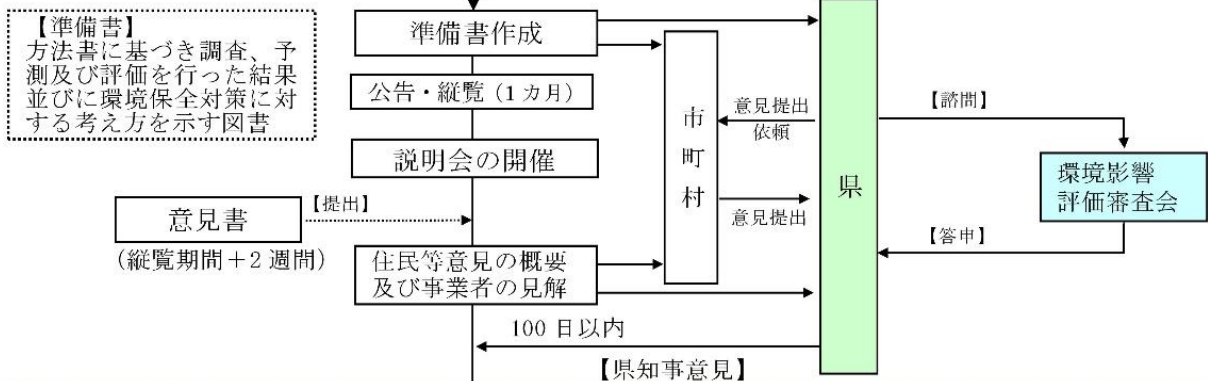 【準備書】
方法書に基づき調査、予
測及び評価を行った結果
並びに環境保全対策に対
する考え方を示す図書
準備書作成
公告・縦覧（1カ月）
説明会の開催
意見書
【提出】
(縦覧期間＋2週間)
住民等意見の概要
及び事業者の見解
市町村
意見提出
依頼
意見提出
県
【諮問】
環境影響
評価審査会
【答申】
100日以内
【県知事意見】